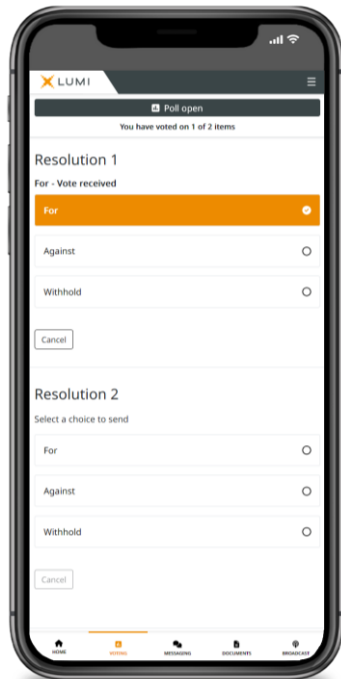 LUMI
Poll open
You have voted on 1 of 2 items
Resolution 1
For - Vote received
For
Against
Withhold
Cancel
Resolution 2
Select a choice to send
For
Against
Withhold
Cancel
HOME VOTING MESSAGING DOCUMENTS BROADCAST